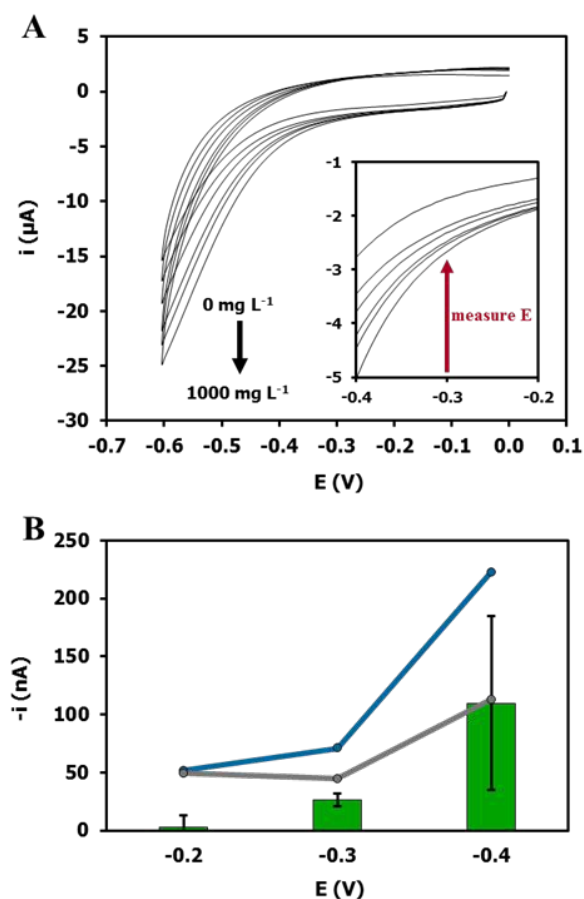 A
5
0
-5
-10
-15
-20
-25
-30
i (µA)
0 mg L⁻¹
1000 mg L⁻¹
-1
-2
-3
-4
-5
measure E
-0.4 -0.3 -0.2
-0.7 -0.6 -0.5 -0.4 -0.3 -0.2 -0.1 0.0 0.1
E (V)
B
250
200
150
100
50
0
-i (nA)
-0.2 -0.3 -0.4
E (V)